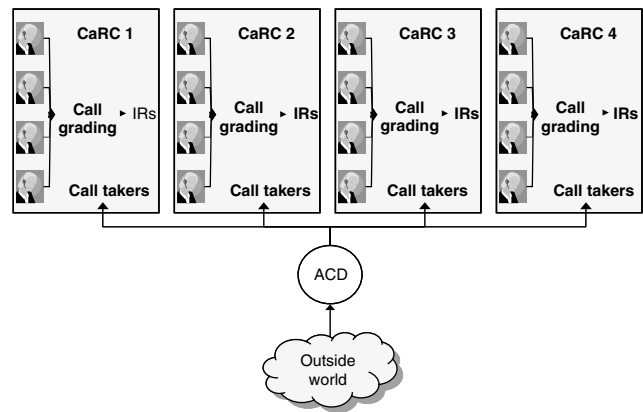 CaRC 1
Call
grading
IRs
Call takers
CaRC 2
Call
grading
IRs
Call takers
CaRC 3
Call
grading
IRs
Call takers
CaRC 4
Call
grading
IRs
Call takers
ACD
Outside
world